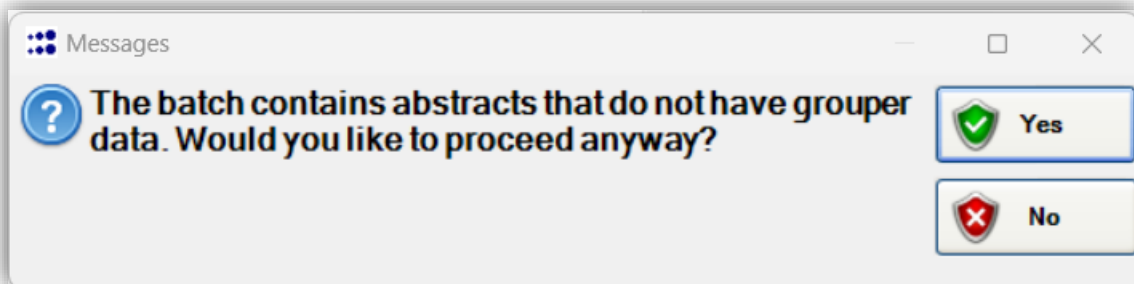 Messages
The batch contains abstracts that do not have grouper
data. Would you like to proceed anyway?
Yes
No